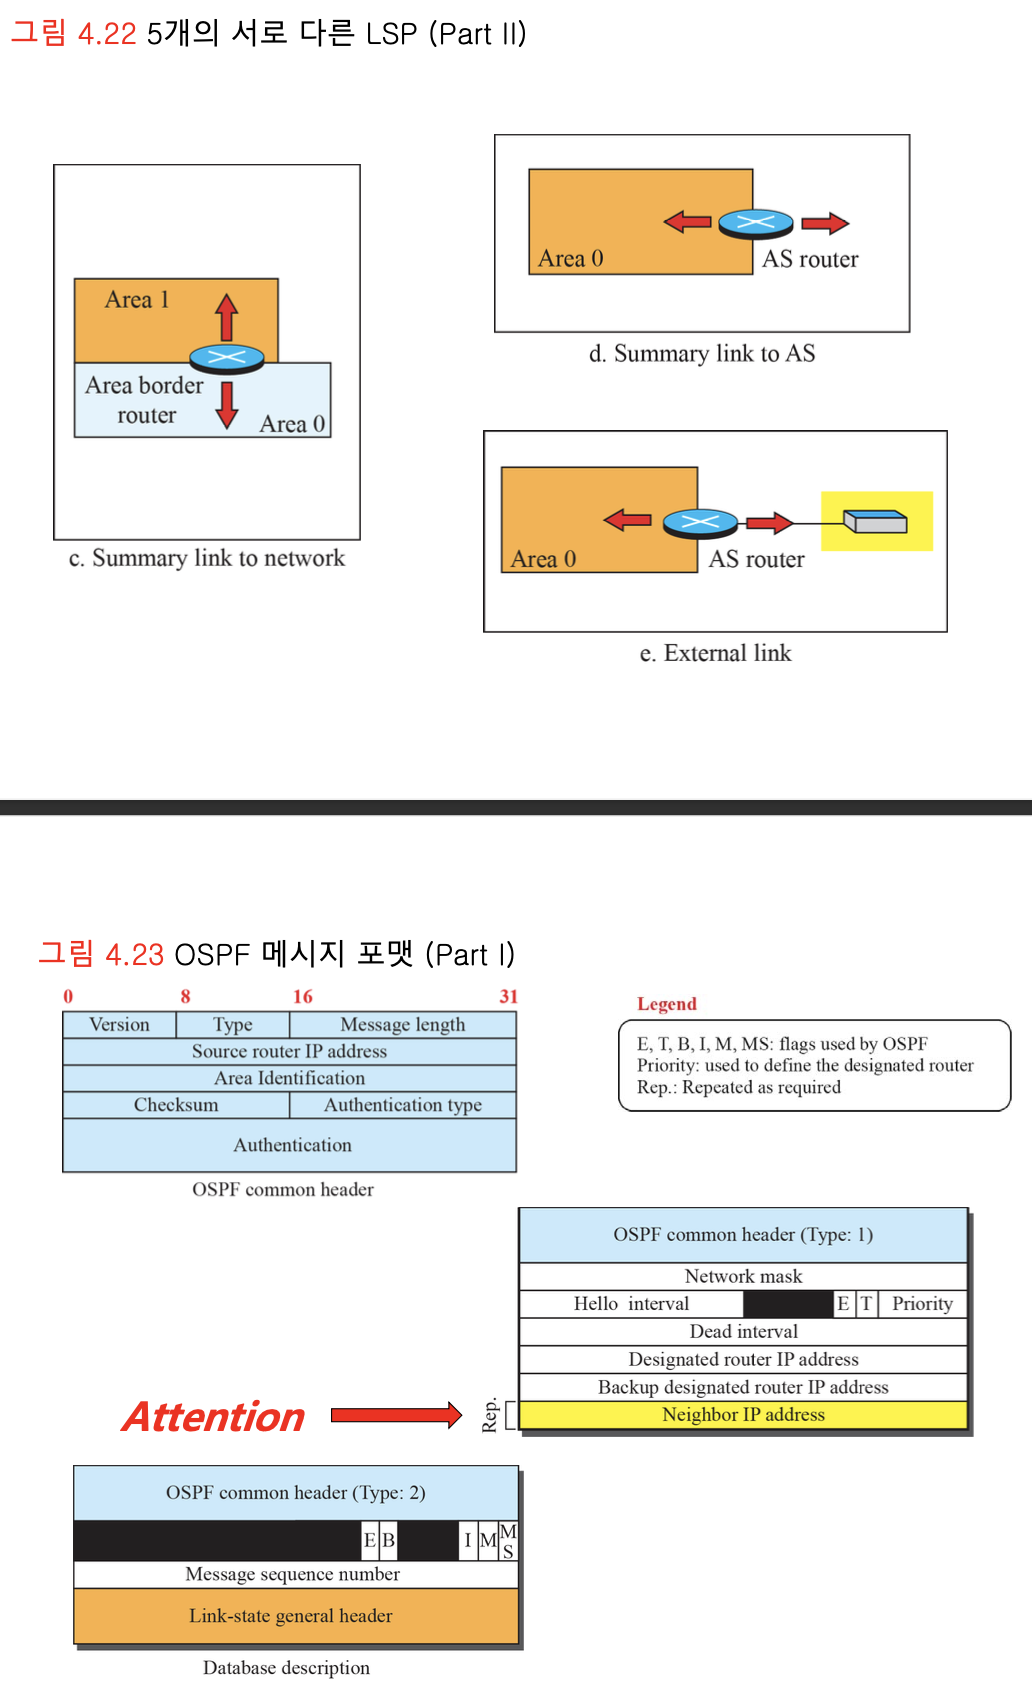 그림 4.22 5개의 서로 다른 LSP (Part II)
Area 1
Area border
router
Area 0
c. Summary link to network
Area 0
AS router
d. Summary link to AS
Area 0
AS router
e. External link
그림 4.23 OSPF 메시지 포맷 (Part I)
0 8 16 31
Version Type Message length
Source router IP address
Area Identification
Checksum Authentication type
Authentication
OSPF common header
Legend
E, T, B, I, M, MS: flags used by OSPF
Priority: used to define the designated router
Rep.: Repeated as required
OSPF common header (Type: 1)
Network mask
Hello interval E T Priority
Dead interval
Designated router IP address
Backup designated router IP address
Attention Rep. Neighbor IP address
OSPF common header (Type: 2)
E B I M MS
Message sequence number
Link-state general header
Database description